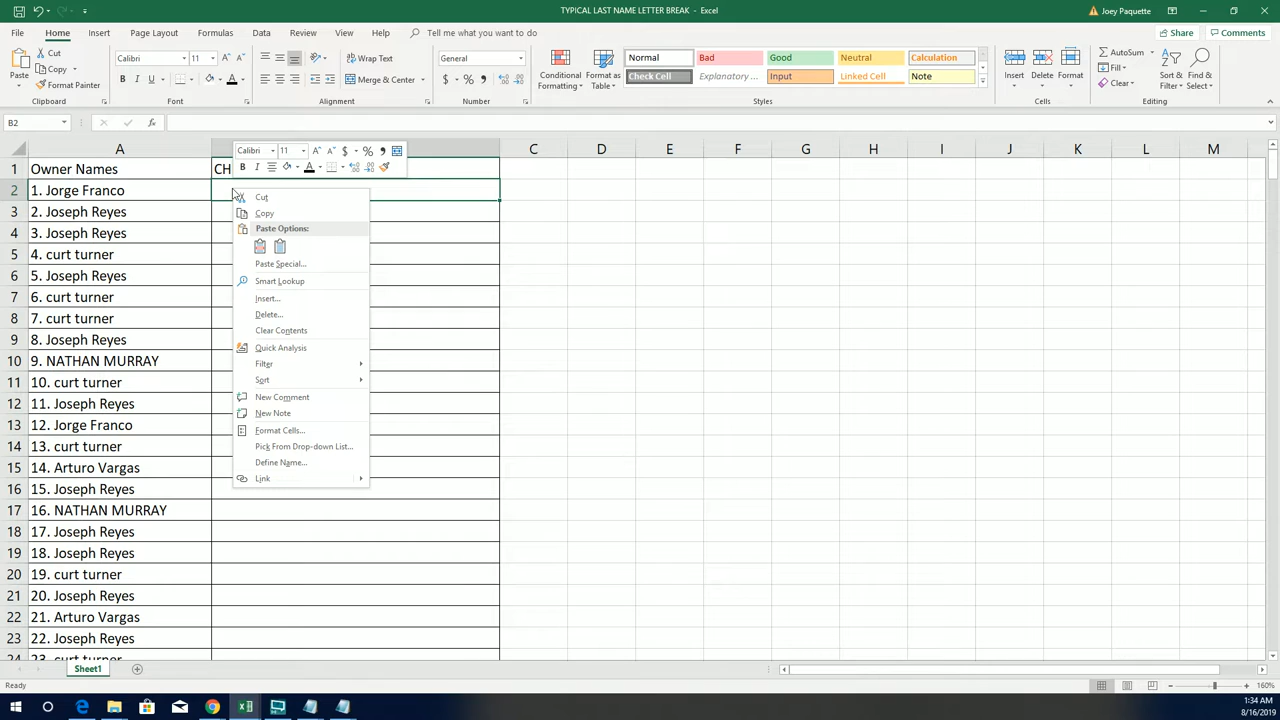 TYPICAL LAST NAME LETTER BREAK - Excel
Joey Paquette
File Home Insert Page Layout Formulas Data Review View Help Tell me what you want to do
Share Comments
Paste
Cut
Copy
Format Painter
Clipboard
Calibri 11
B I U
Font
Wrap Text
Merge & Center
Alignment
General
$ % ,
Number
Conditional Formatting
Format as Table
Normal Bad Good Neutral Calculation
Check Cell Explanatory ... Input Linked Cell Note
Styles
Insert Delete Format
Cells
AutoSum
Fill
Clear
Sort & Filter
Find & Select
Editing
B2
fx
A C D E F G H I J K L M
Calibri 11 $ % ,
B I A
1 Owner Names CH
2 1. Jorge Franco
3 2. Joseph Reyes
4 3. Joseph Reyes
5 4. curt turner
6 5. Joseph Reyes
7 6. curt turner
8 7. curt turner
9 8. Joseph Reyes
10 9. NATHAN MURRAY
11 10. curt turner
12 11. Joseph Reyes
13 12. Jorge Franco
14 13. curt turner
15 14. Arturo Vargas
16 15. Joseph Reyes
17 16. NATHAN MURRAY
18 17. Joseph Reyes
19 18. Joseph Reyes
20 19. curt turner
21 20. Joseph Reyes
22 21. Arturo Vargas
23 22. Joseph Reyes
24 23. curt turner
Cut
Copy
Paste Options:
Paste Special...
Smart Lookup
Insert...
Delete...
Clear Contents
Quick Analysis
Filter
Sort
New Comment
New Note
Format Cells...
Pick From Drop-down List...
Define Name...
Link
Sheet1
Ready
160%
1:34 AM
8/16/2019